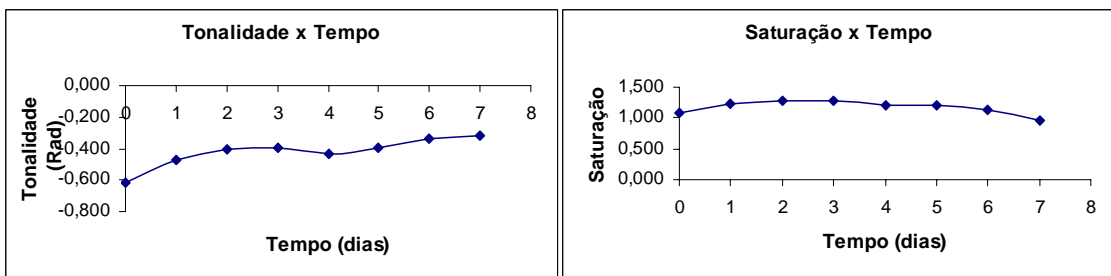 Tonalidade x Tempo
0,000
-0,200
-0,400
-0,600
-0,800
0 1 2 3 4 5 6 7 8
Tonalidade
(Rad)
Tempo (dias)
Saturação x Tempo
1,500
1,000
0,500
0,000
0 1 2 3 4 5 6 7 8
Saturação
Tempo (dias)